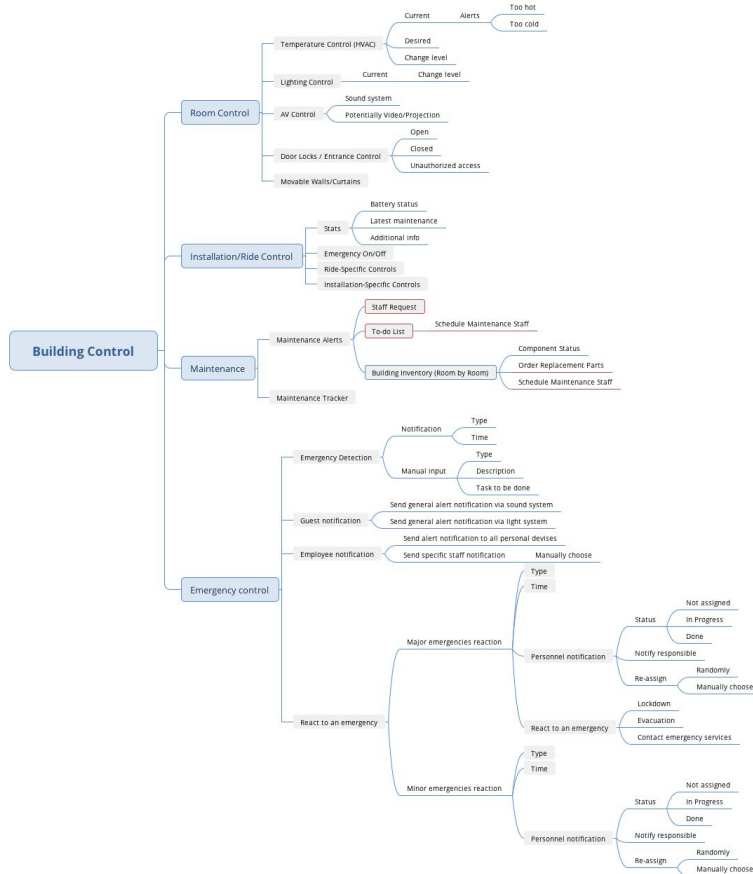 Building Control
Room Control
Temperature Control (HVAC)
Current
Alerts
Too hot
Too cold
Desired
Change level
Lighting Control
Current
Change level
AV Control
Sound system
Potentially Video/Projection
Door Locks / Entrance Control
Open
Closed
Unauthorized access
Movable Walls/Curtains
Installation/Ride Control
Stats
Battery status
Latest maintenance
Additional info
Emergency On/Off
Ride-Specific Controls
Installation-Specific Controls
Maintenance
Maintenance Alerts
Staff Request
To-do List
Schedule Maintenance Staff
Building Inventory (Room by Room)
Component Status
Order Replacement Parts
Schedule Maintenance Staff
Maintenance Tracker
Emergency control
Emergency Detection
Notification
Type
Time
Manual input
Type
Description
Task to be done
Guest notification
Send general alert notification via sound system
Send general alert notification via light system
Employee notification
Send alert notification to all personal devises
Send specific staff notification
Manually choose
React to an emergency
Major emergencies reaction
Type
Time
Personnel notification
Status
Not assigned
In Progress
Done
Notify responsible
Re-assign
Randomly
Manually choose
React to an emergency
Lockdown
Evacuation
Contact emergency services
Minor emergencies reaction
Type
Time
Personnel notification
Status
Not assigned
In Progress
Done
Notify responsible
Re-assign
Randomly
Manually choose